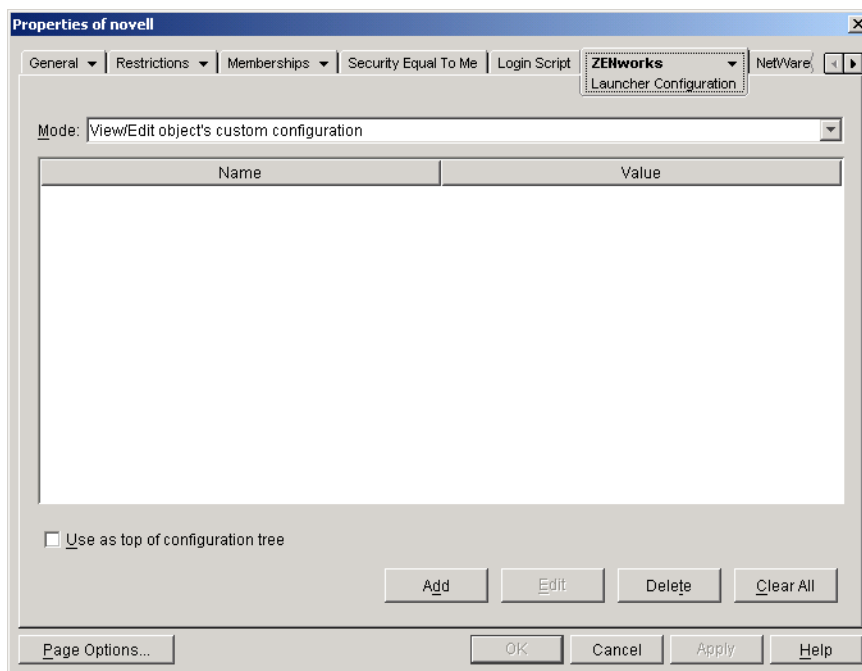 Properties of novell
General Restrictions Memberships Security Equal To Me Login Script ZENworks NetWare
Launcher Configuration
Mode: View/Edit object's custom configuration
Name Value
Use as top of configuration tree
Add Edit Delete Clear All
Page Options... OK Cancel Apply Help